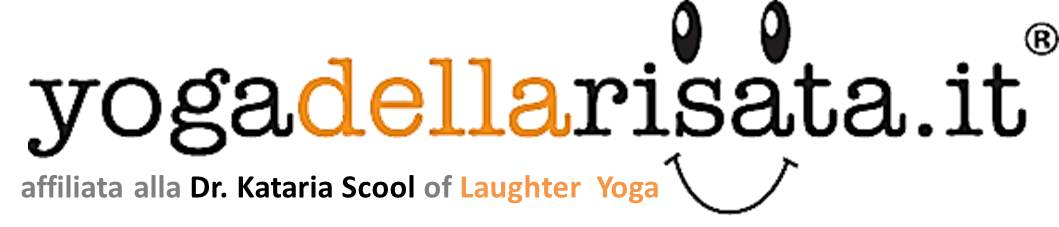 yogadellarisata.it®
affiliata alla Dr. Kataria Scool of Laughter Yoga